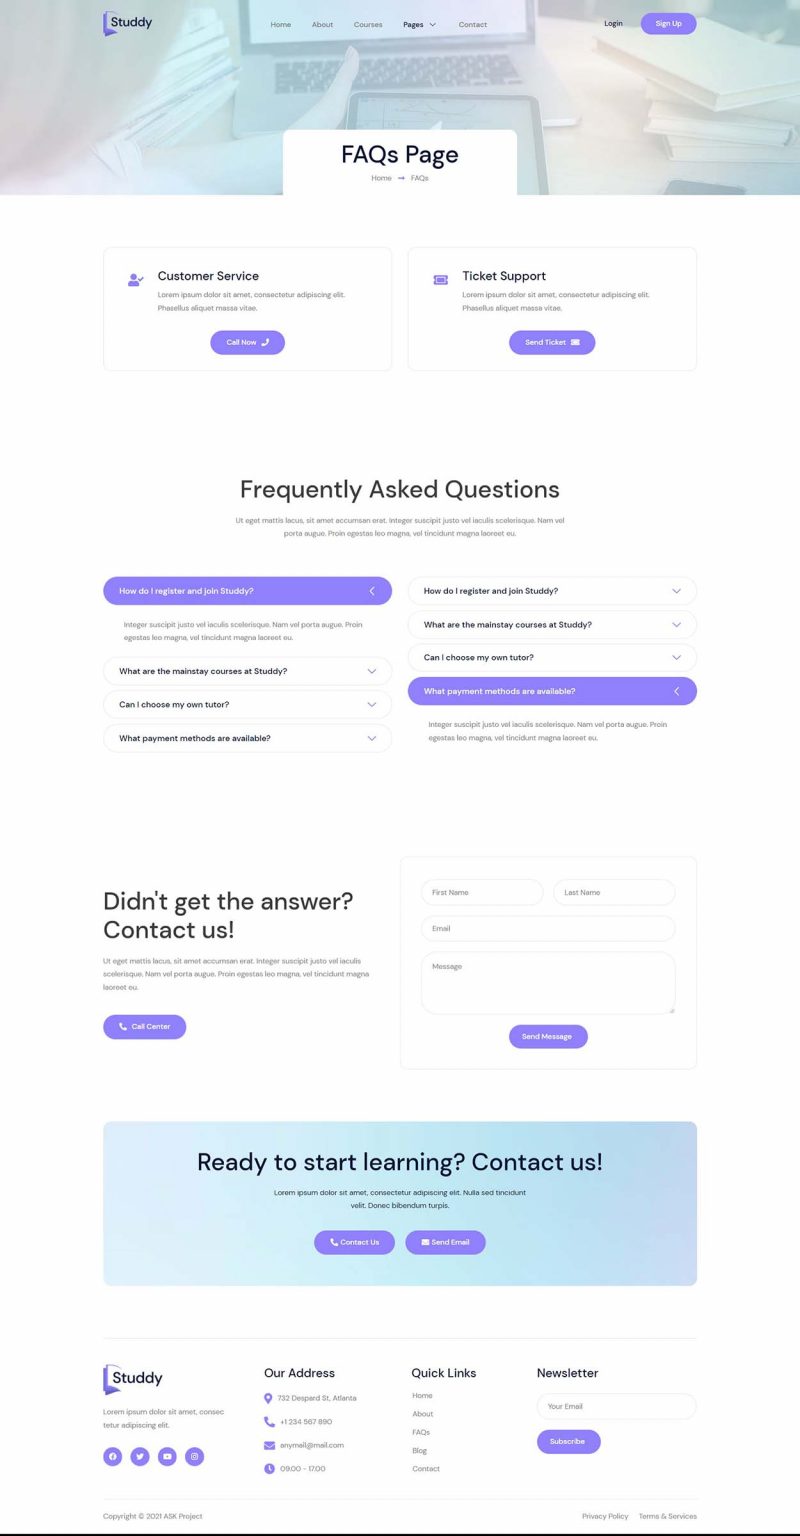 Studdy
Home
About
Courses
Pages
Contact
Login
Sign Up
FAQs Page
Home
FAQs
Customer Service
Lorem ipsum dolor sit amet, consectetur adipiscing elit.
Phasellus aliquet massa vitae.
Call Now
Ticket Support
Lorem ipsum dolor sit amet, consectetur adipiscing elit.
Phasellus aliquet massa vitae.
Send Ticket
Frequently Asked Questions
Ut eget mattis lacus, sit amet accumsan erat. Integer suscipit justo vel iaculis scelerisque. Nam vel
porta augue. Proin egestas leo magna, vel tincidunt magna laoreet eu.
How do I register and join Studdy?
Integer suscipit justo vel iaculis scelerisque. Nam vel porta augue. Proin
egestas leo magna, vel tincidunt magna laoreet eu.
What are the mainstay courses at Studdy?
Can I choose my own tutor?
What payment methods are available?
How do I register and join Studdy?
What are the mainstay courses at Studdy?
Can I choose my own tutor?
What payment methods are available?
Integer suscipit justo vel iaculis scelerisque. Nam vel porta augue. Proin
egestas leo magna, vel tincidunt magna laoreet eu.
Didn't get the answer?
Contact us!
Ut eget mattis lacus, sit amet accumsan erat. Integer suscipit justo vel iaculis
scelerisque. Nam vel porta augue. Proin egestas leo magna, vel tincidunt magna
laoreet eu.
Call Center
First Name
Last Name
Email
Message
Send Message
Ready to start learning? Contact us!
Lorem ipsum dolor sit amet, consectetur adipiscing elit. Nulla sed tincidunt
velit. Donec bibendum turpis.
Contact Us
Send Email
Studdy
Lorem ipsum dolor sit amet, consec
tetur adipiscing elit.
Our Address
732 Despard St, Atlanta
+1 234 567 890
anymail@mail.com
09:00 - 17:00
Quick Links
Home
About
FAQs
Blog
Contact
Newsletter
Your Email
Subscribe
Copyright © 2021 ASK Project
Privacy Policy
Terms & Services